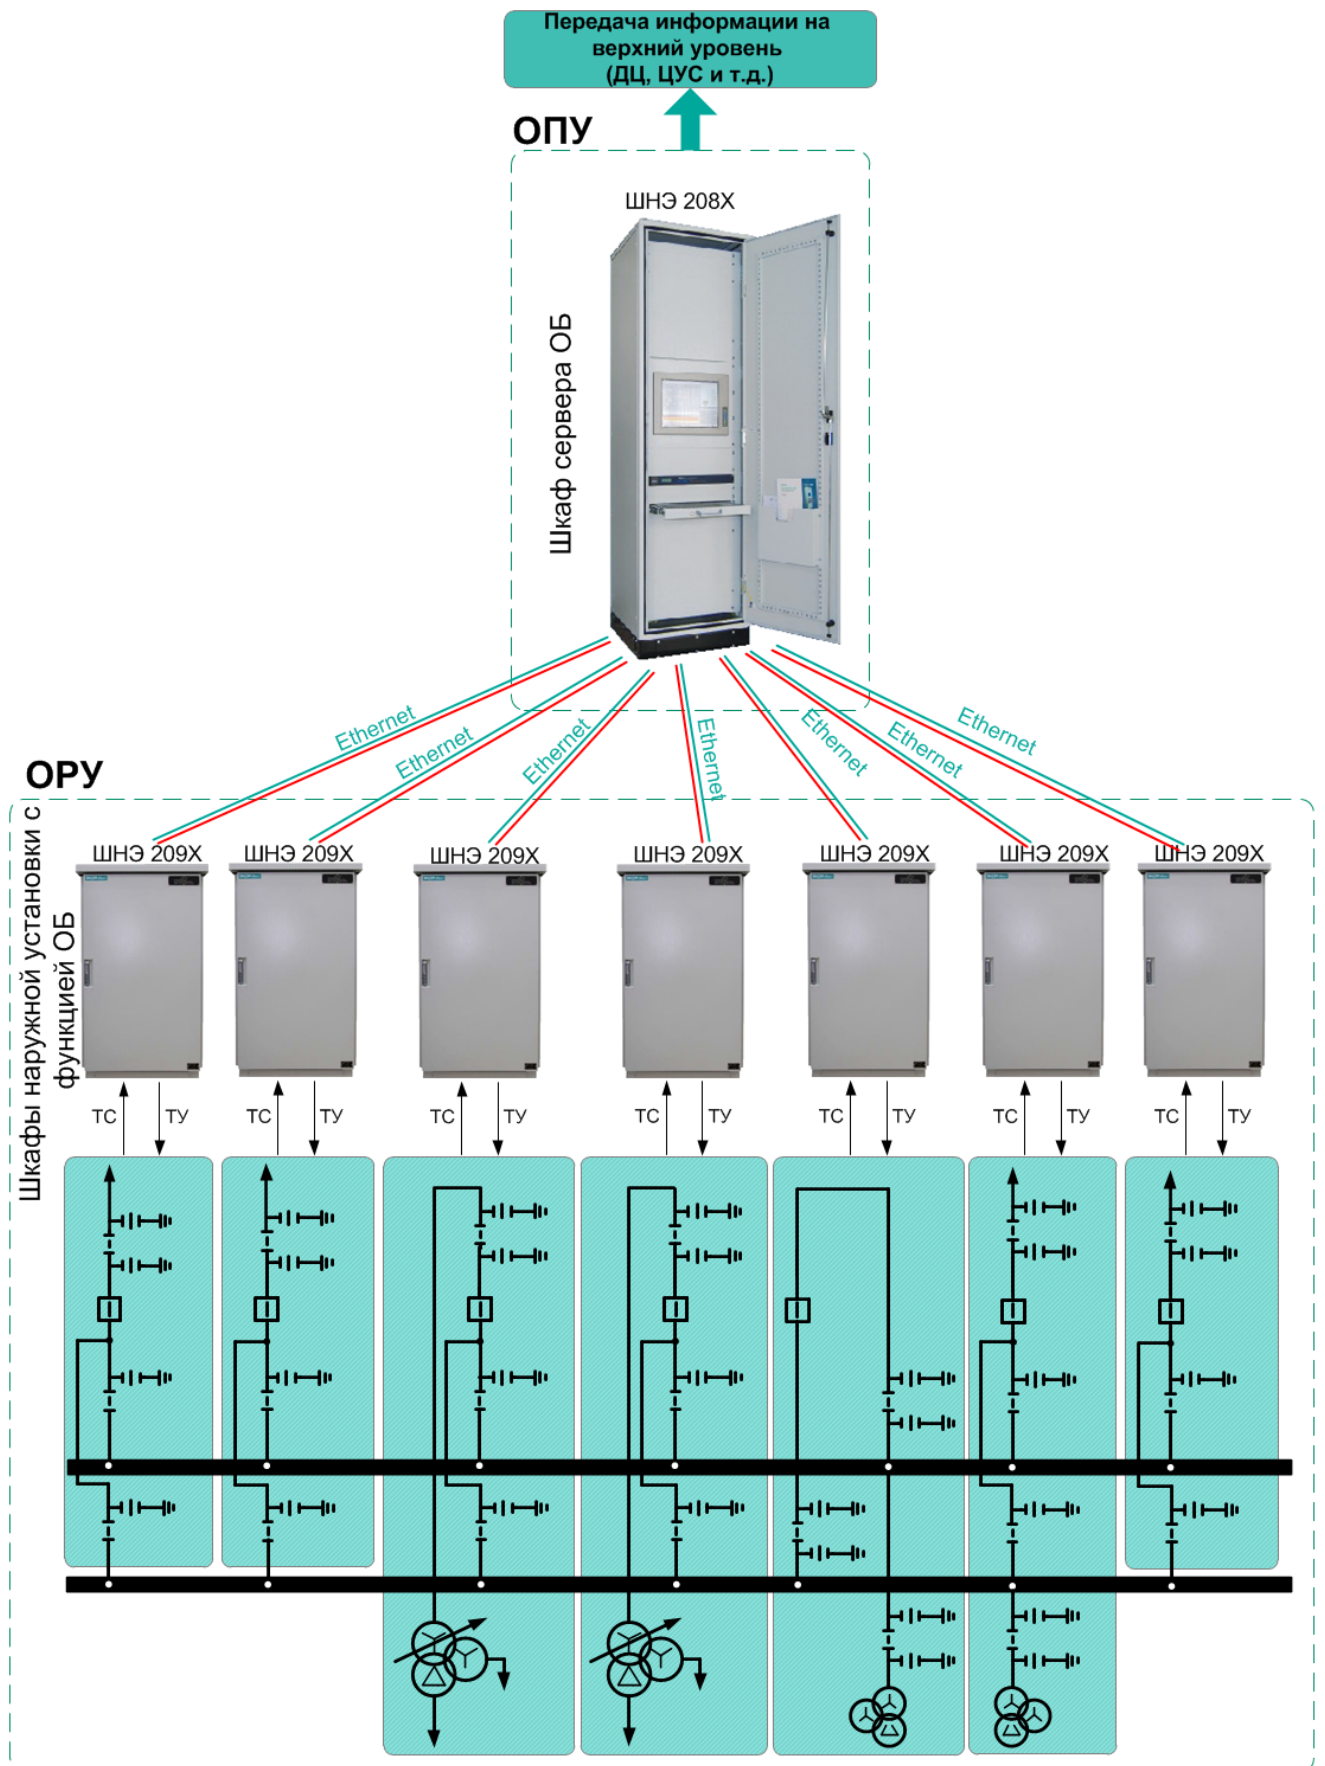 Передача информации на
верхний уровень
(ДЦ, ЦУС и т.д.)
ОПУ
ШНЭ 208Х
Шкаф сервера ОБ
Ethernet
Ethernet
Ethernet
Ethernet
Ethernet
Ethernet
Ethernet
ОРУ
Шкафы наружной установки с
функцией ОБ
ШНЭ 209Х
ШНЭ 209Х
ШНЭ 209Х
ШНЭ 209Х
ШНЭ 209Х
ШНЭ 209Х
ШНЭ 209Х
ТС ТУ
ТС ТУ
ТС ТУ
ТС ТУ
ТС ТУ
ТС ТУ
ТС ТУ